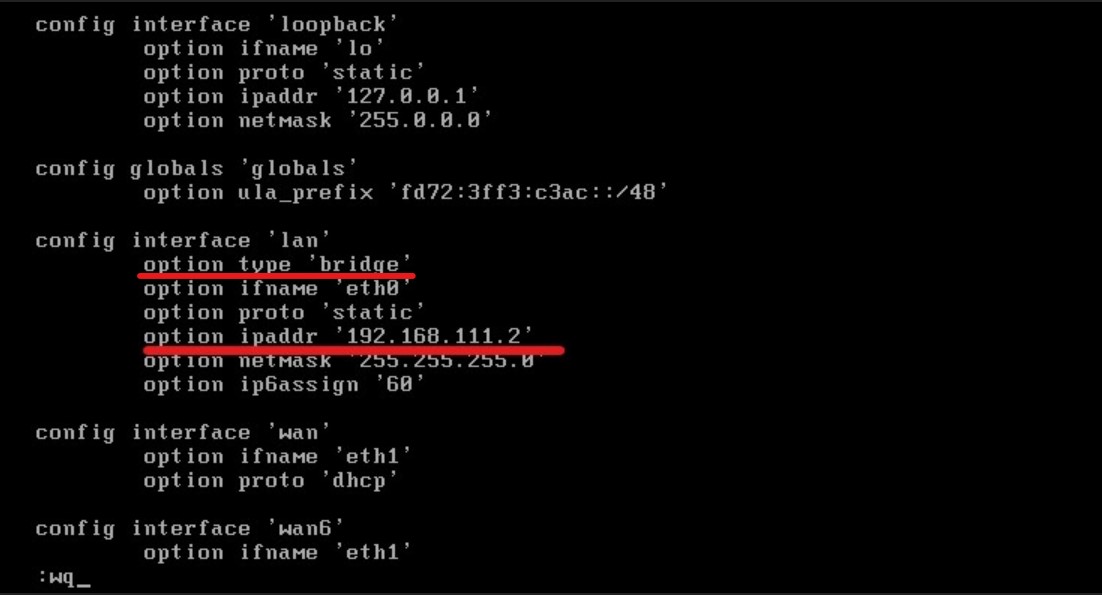 config interface 'loopback'
option ifname 'lo'
option proto 'static'
option ipaddr '127.0.0.1'
option netmask '255.0.0.0'
config globals 'globals'
option ula_prefix 'fd72:3ff3:c3ac::/48'
config interface 'lan'
option type 'bridge'
option ifname 'eth0'
option proto 'static'
option ipaddr '192.168.111.2'
option netmask '255.255.255.0'
option ip6assign '60'
config interface 'wan'
option ifname 'eth1'
option proto 'dhcp'
config interface 'wan6'
option ifname 'eth1'
:wq_